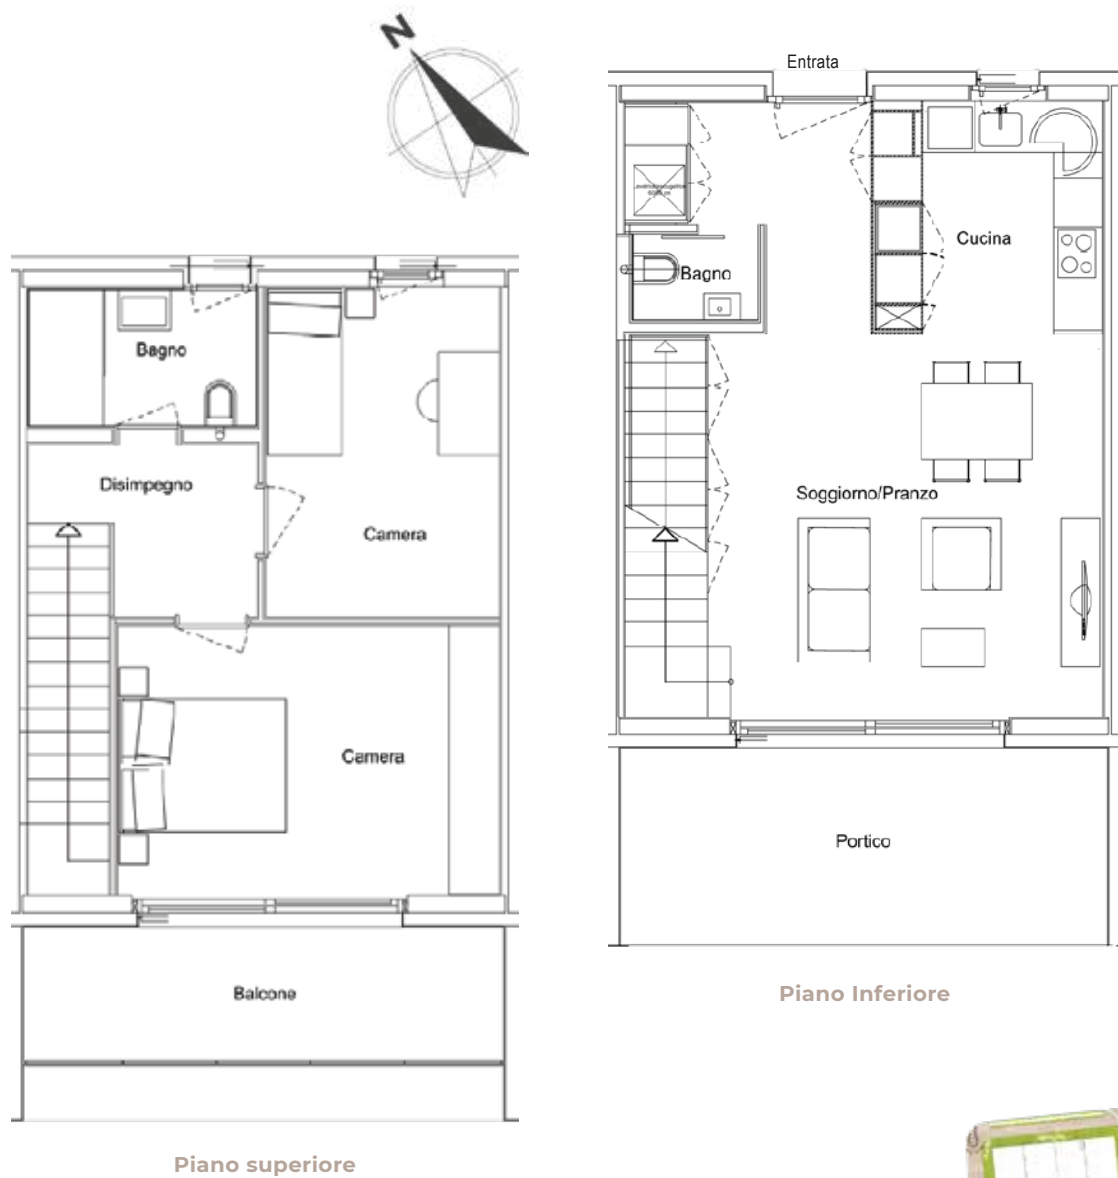 N
Entrata
Cucina
Bagno
Soggiorno/Pranzo
Portico
Piano Inferiore
Bagno
Disimpegno
Camera
Camera
Balcone
Piano superiore